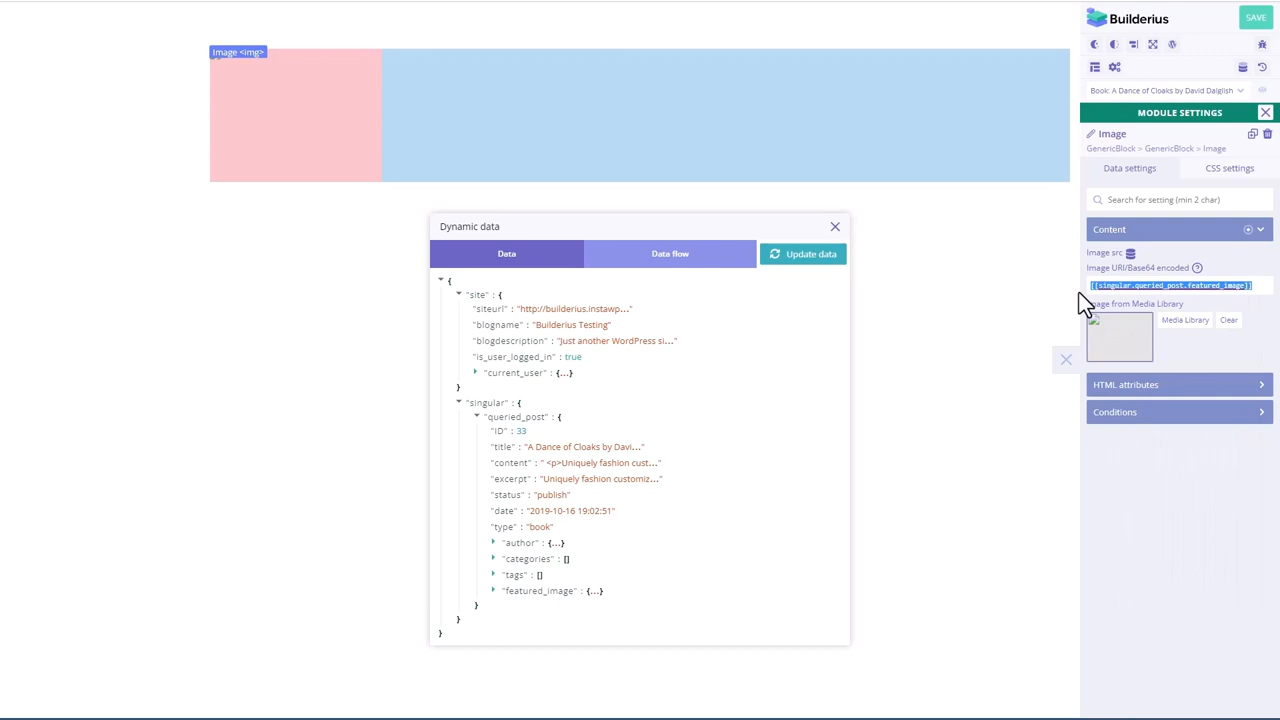 Image <img>
Builderius
SAVE
Book: A Dance of Cloaks by David Dalglish
MODULE SETTINGS
Image
GenericBlock > GenericBlock > Image
Data settings
CSS settings
Search for setting (min 2 char)
Content
Image src
Image URI/Base64 encoded
[[singular.queried_post.featured_image]]
mage from Media Library
Media Library
Clear
HTML attributes
Conditions
Dynamic data
Data
Data flow
Update data
{
"site" : {
"siteurl" : "http://builderius.instawp..."
"blogname" : "Builderius Testing"
"blogdescription" : "Just another WordPress si..."
"is_user_logged_in" : true
"current_user" : {...}
}
"singular" : {
"queried_post" : {
"ID" : 33
"title" : "A Dance of Cloaks by Davi..."
"content" : " <p>Uniquely fashion cust..."
"excerpt" : "Uniquely fashion customiz..."
"status" : "publish"
"date" : "2019-10-16 19:02:51"
"type" : "book"
"author" : {...}
"categories" : []
"tags" : []
"featured_image" : {...}
}
}
}